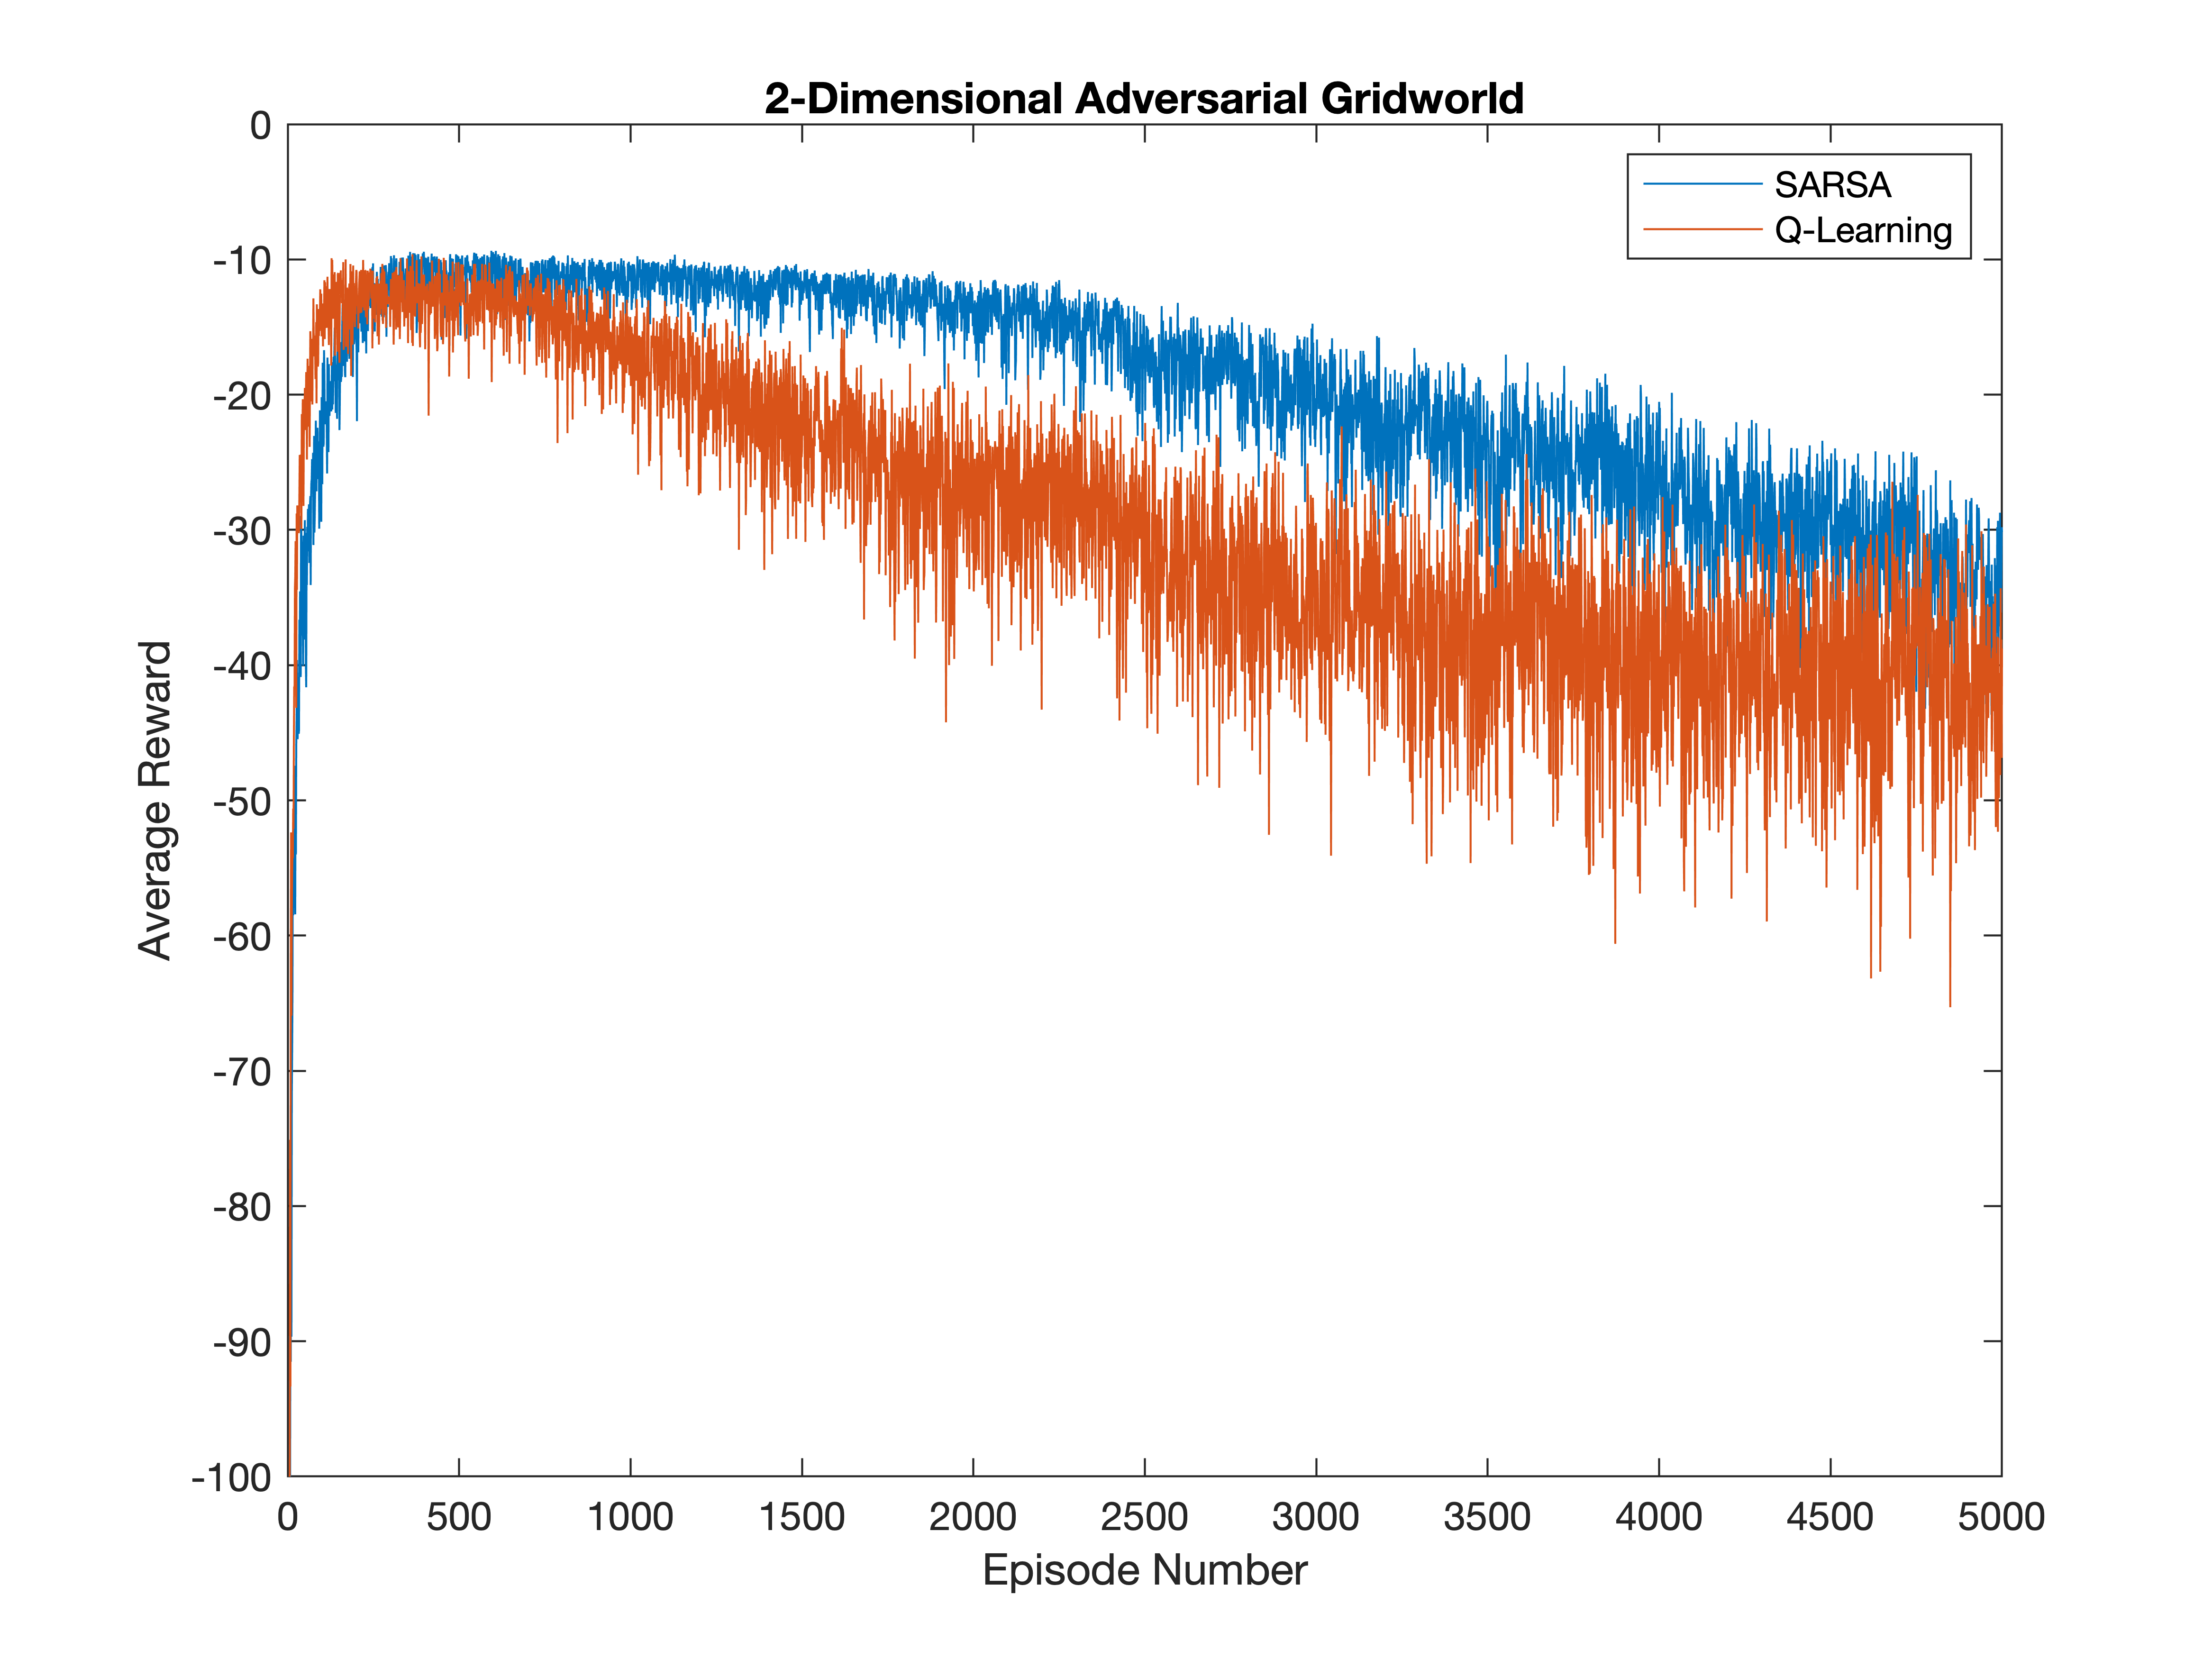 2-Dimensional Adversarial Gridworld
SARSA
Q-Learning
0
-10
-20
-30
-40
-50
-60
-70
-80
-90
-100
Average Reward
0 500 1000 1500 2000 2500 3000 3500 4000 4500 5000
Episode Number